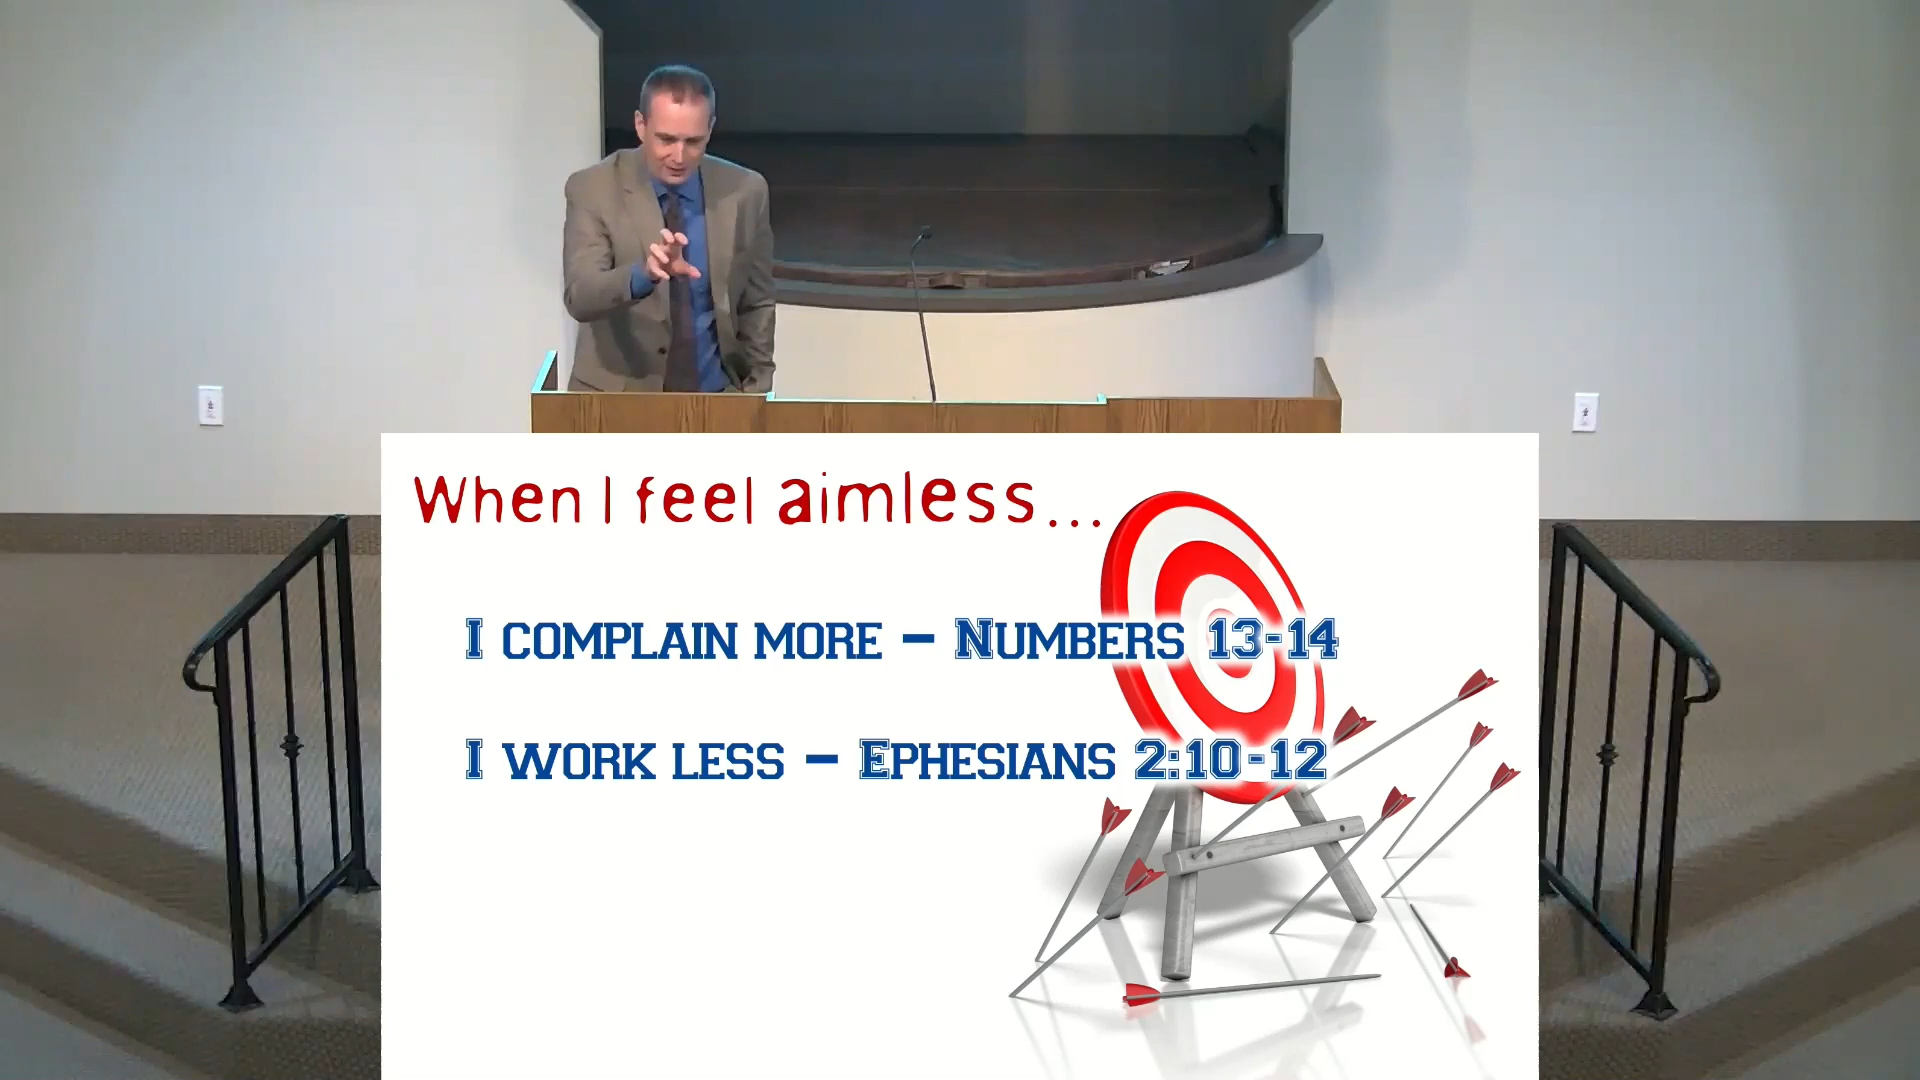 When I feel aimless...
I complain more – Numbers 13-14
I work less – Ephesians 2:10-12